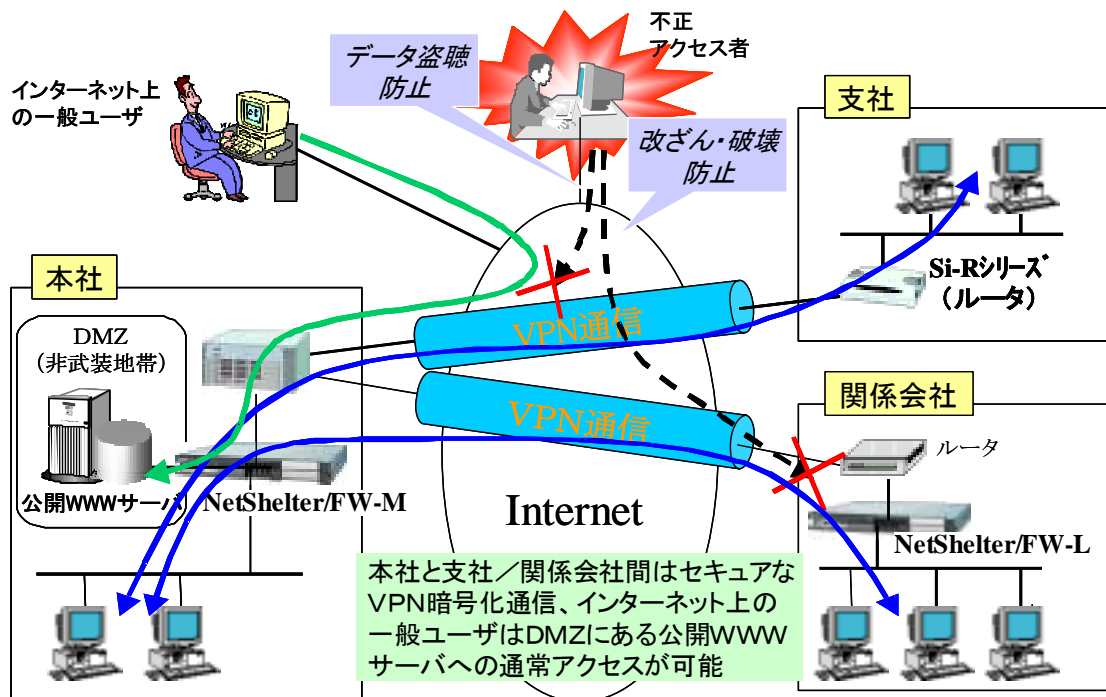 不正
アクセス者
データ盗聴
防止
インターネット上
の一般ユーザ
改ざん・破壊
防止
支社
Si-Rシリーズ
（ルータ）
本社
DMZ
（非武装地帯）
公開WWWサーバ
NetShelter/FW-M
VPN通信
VPN通信
Internet
関係会社
ルータ
NetShelter/FW-L
本社と支社／関係会社間はセキュアな
VPN暗号化通信、インターネット上の
一般ユーザはDMZにある公開WWW
サーバへの通常アクセスが可能